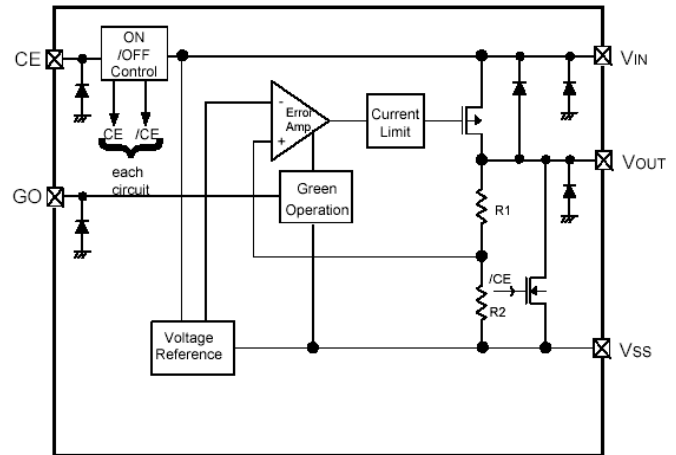 CE
ON
/OFF
Control
VIN
CE /CE
each
circuit
-
Error
Amp.
+
Current
Limit
VOUT
GO
Green
Operation
R1
/CE
R2
Voltage
Reference
VSS